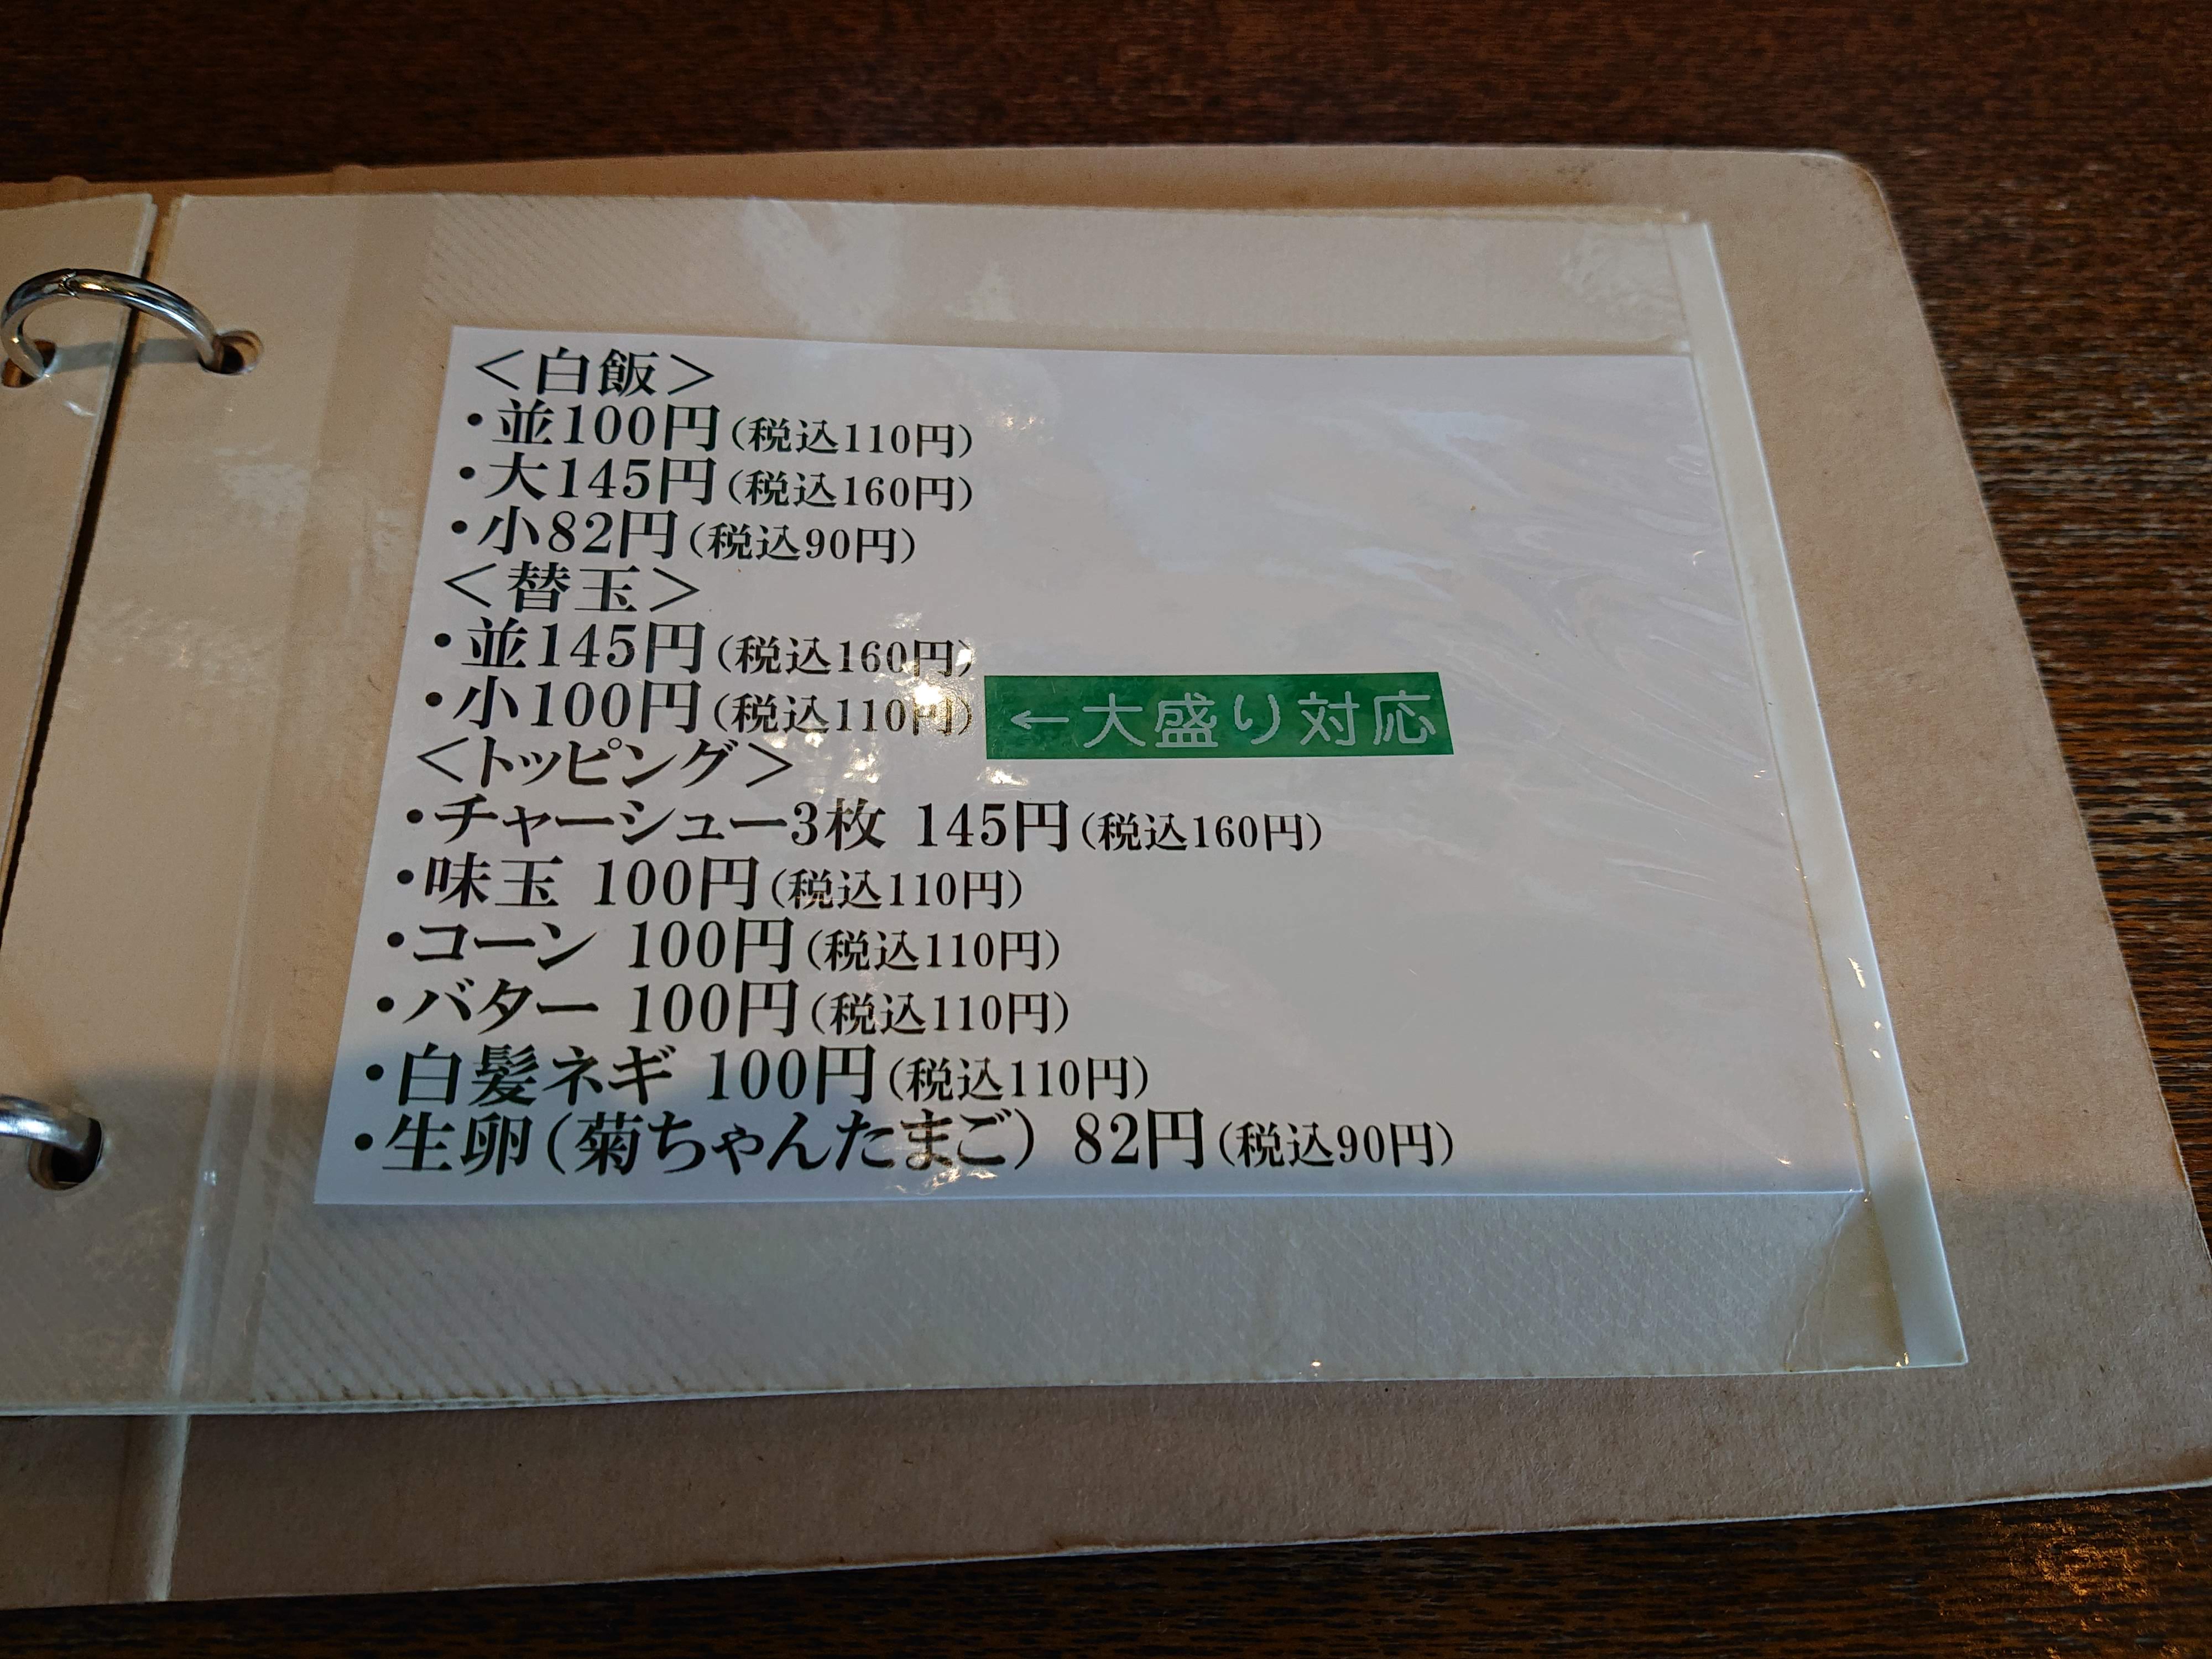 ＜白飯＞
・並100円(税込110円)
・大145円(税込160円)
・小82円(税込90円)
＜替玉＞
・並145円(税込160円)
・小100円(税込110円)
←大盛り対応
＜トッピング＞
・チャーシュー3枚 145円(税込160円)
・味玉 100円(税込110円)
・コーン 100円(税込110円)
・バター 100円(税込110円)
・白髪ネギ 100円(税込110円)
・生卵(菊ちゃんたまご) 82円(税込90円)